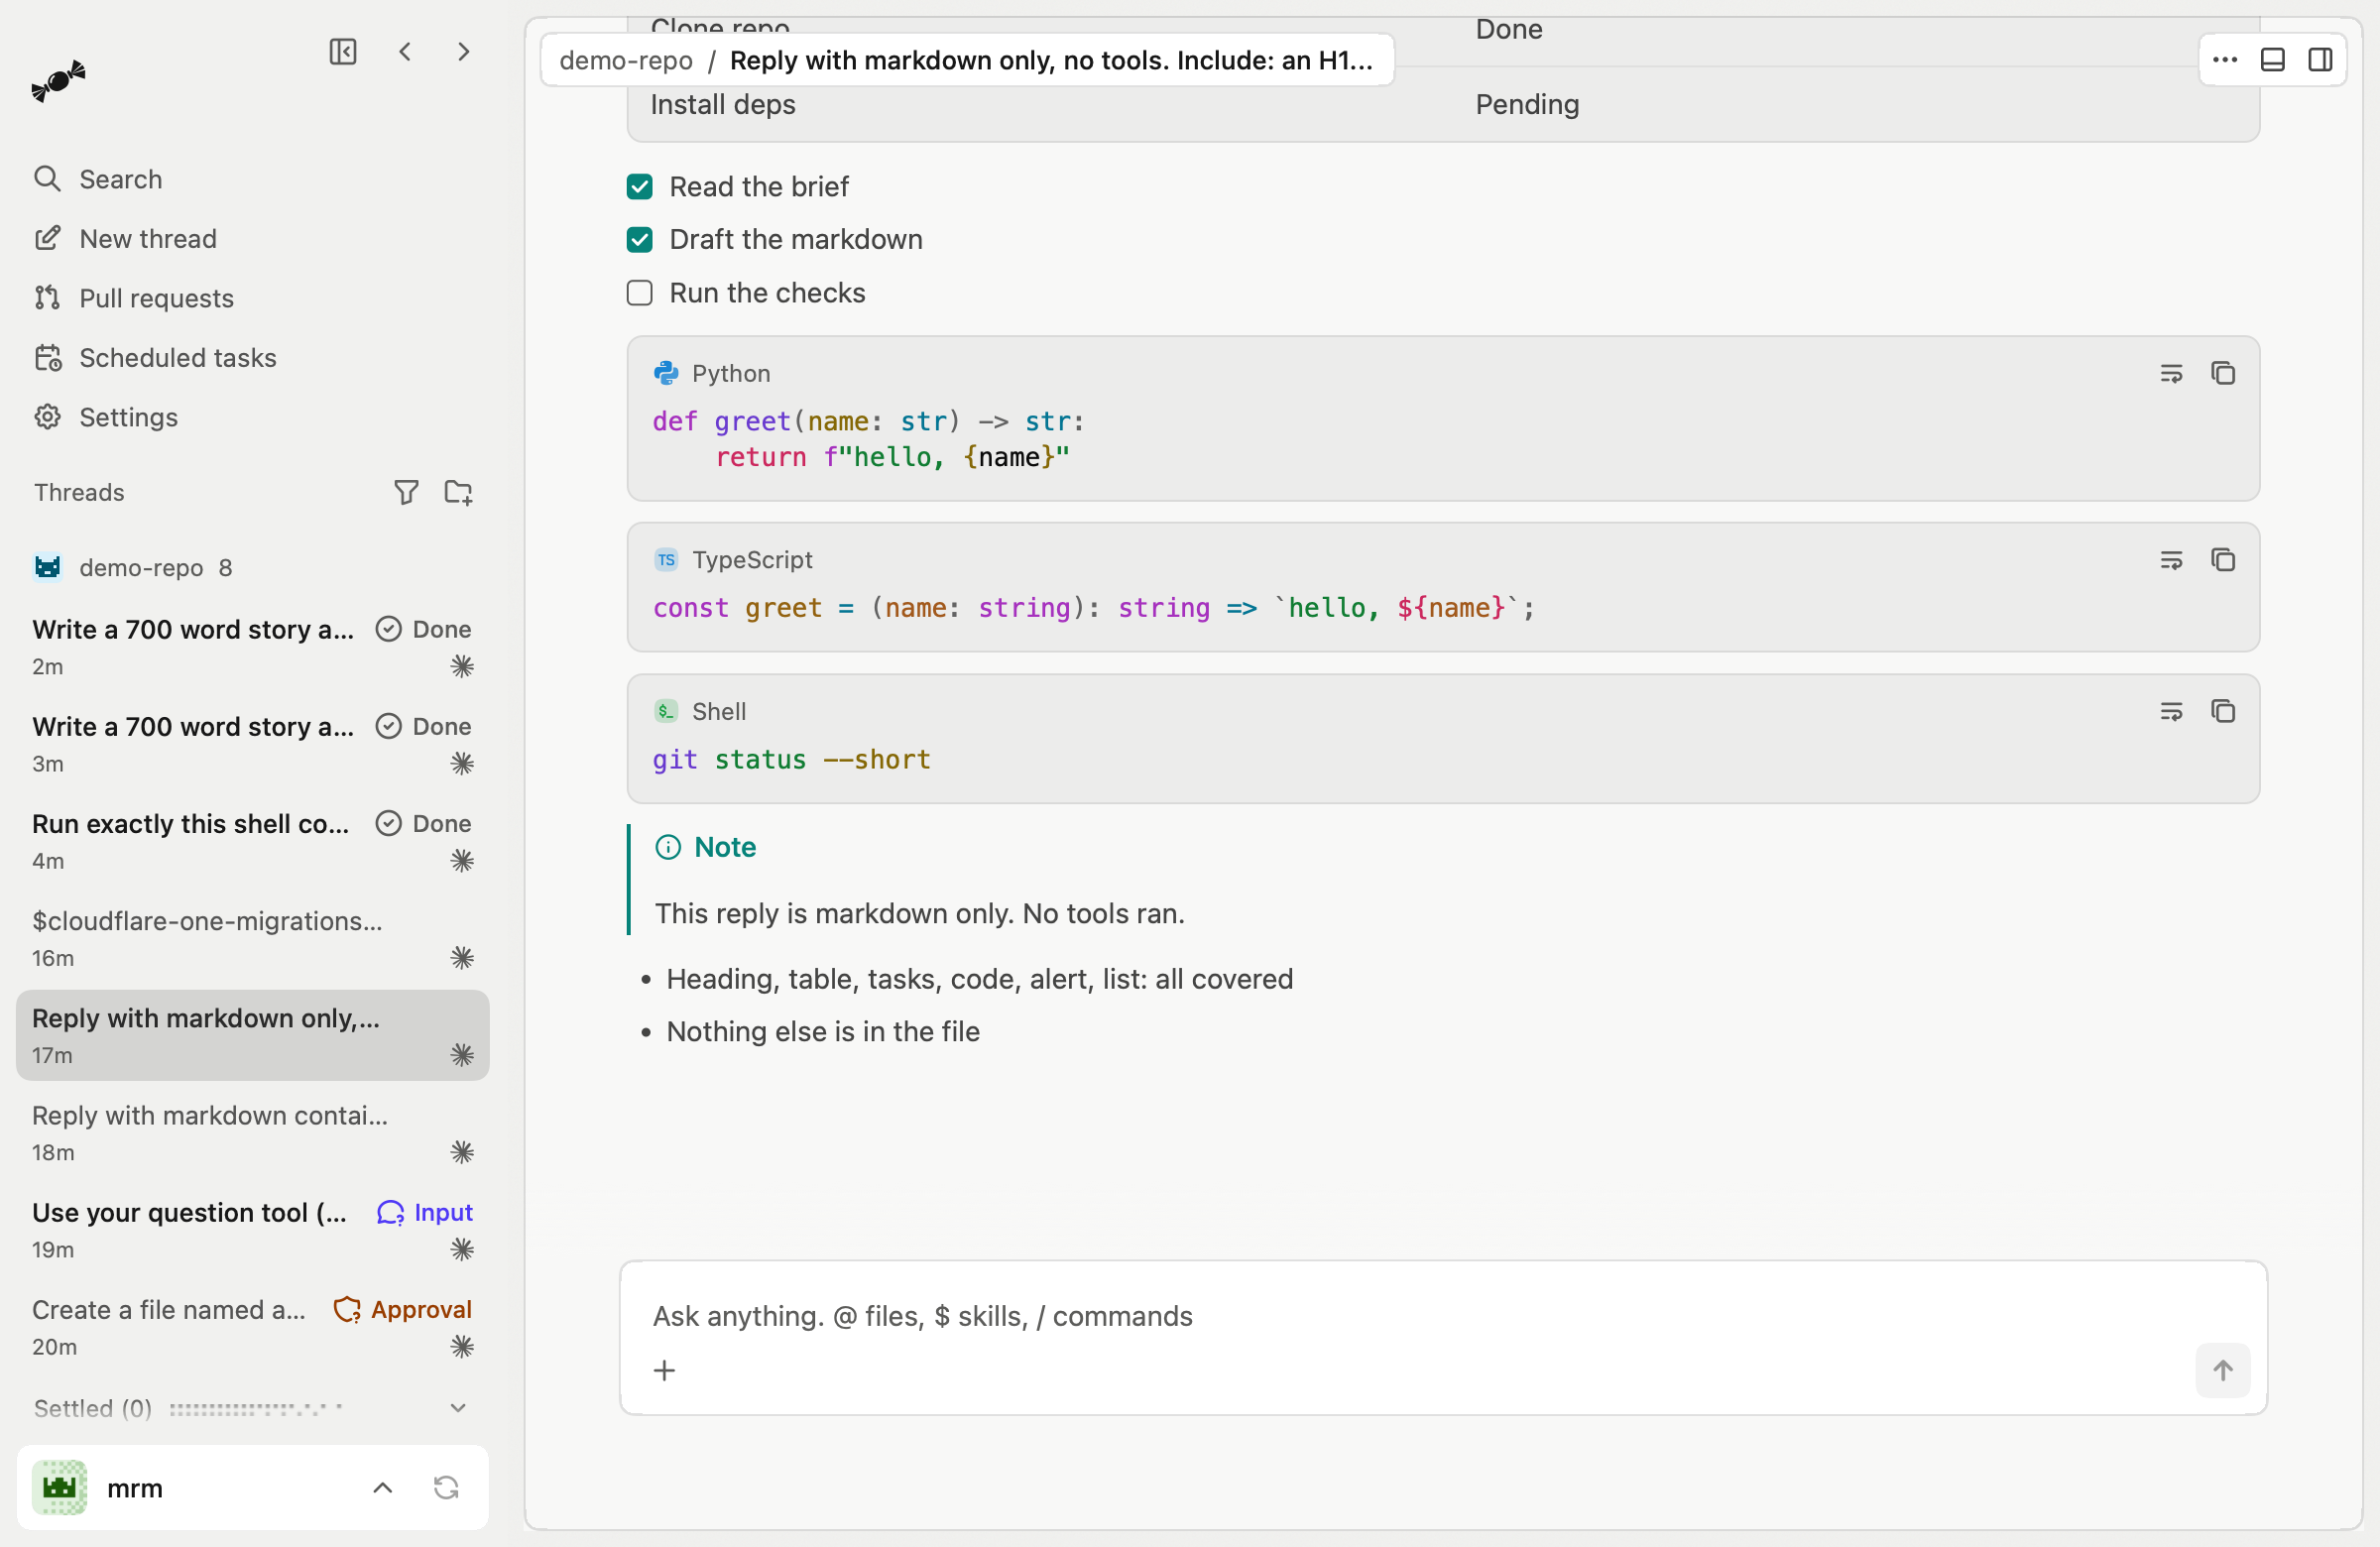 Search
New thread
Pull requests
Scheduled tasks
Settings
Threads
demo-repo 8
Write a 700 word story a... Done
2m
Write a 700 word story a... Done
3m
Run exactly this shell co... Done
4m
$cloudflare-one-migrations...
16m
Reply with markdown only,...
17m
Reply with markdown contai...
18m
Use your question tool (... Input
19m
Create a file named a... Approval
20m
Settled (0)
mrm
Clone repo Done
demo-repo / Reply with markdown only, no tools. Include: an H1...
Install deps Pending
Read the brief
Draft the markdown
Run the checks
Python
def greet(name: str) -> str:
    return f"hello, {name}"
TS TypeScript
const greet = (name: string): string => `hello, ${name}`;
$_ Shell
git status --short
Note
This reply is markdown only. No tools ran.
• Heading, table, tasks, code, alert, list: all covered
• Nothing else is in the file
Ask anything. @ files, $ skills, / commands